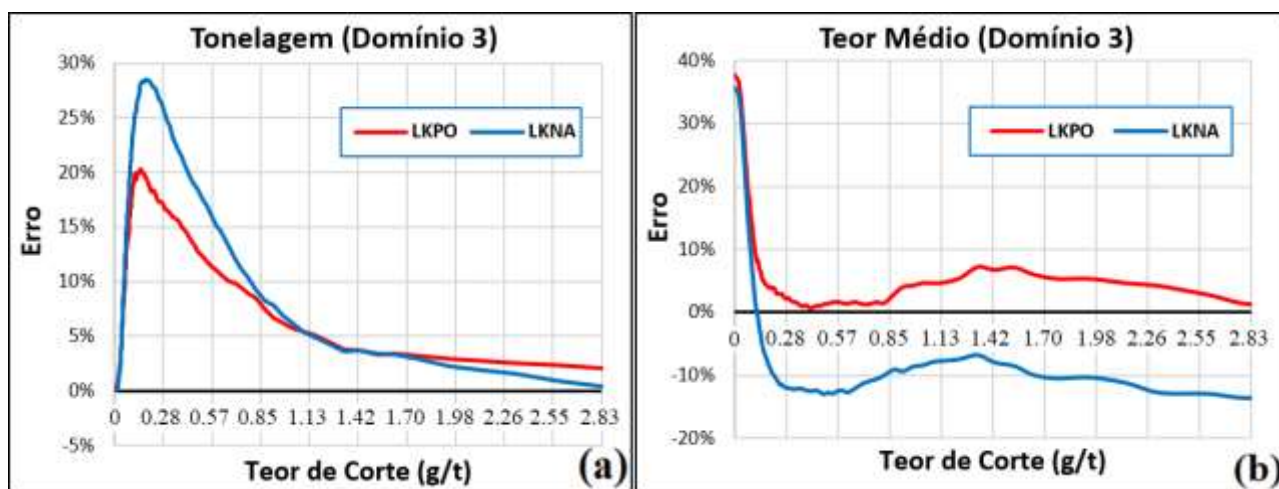 Tonelagem (Domínio 3)
30%
25%
20%
15%
10%
5%
0%
-5%
Erro
LKPO LKNA
0 0.28 0.57 0.85 1.13 1.42 1.70 1.98 2.26 2.55 2.83
Teor de Corte (g/t)
(a)
Teor Médio (Domínio 3)
40%
30%
20%
10%
0%
-10%
-20%
Erro
LKPO LKNA
0 0.28 0.57 0.85 1.13 1.42 1.70 1.98 2.26 2.55 2.83
Teor de Corte (g/t)
(b)